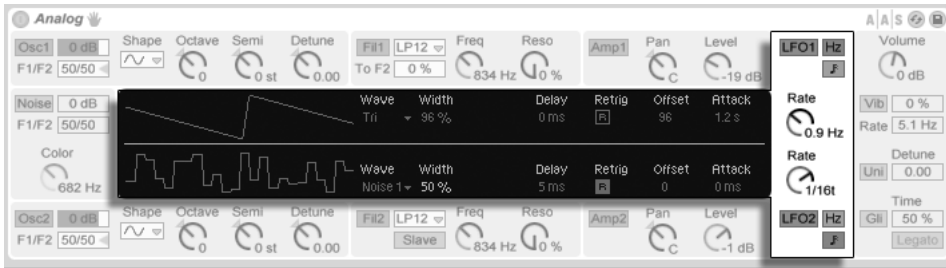 Analog
A|A|S
Osc1 0 dB Shape Octave Semi Detune Fil1 LP12 Freq Reso Amp1 Pan Level LFO1 Hz Volume
F1/F2 50/50 0 0 st 0.00 To F2 0 % 834 Hz 0 % C -19 dB 0 dB
Noise 0 dB Wave Width Delay Retrig Offset Attack Rate Vib 0 %
F1/F2 50/50 Tri 96 % 0 ms R 96 1.2 s 0.9 Hz Rate 5.1 Hz
Color Wave Width Delay Retrig Offset Attack Rate Detune
682 Hz Noise 1 50 % 5 ms R 0 0 ms 1/16t Uni 0.00
Osc2 0 dB Shape Octave Semi Detune Fil2 LP12 Freq Reso Amp2 Pan Level LFO2 Hz Time
Gli 50 %
F1/F2 50/50 0 0 st 0.00 Slave 834 Hz 0 % C -1 dB Legato